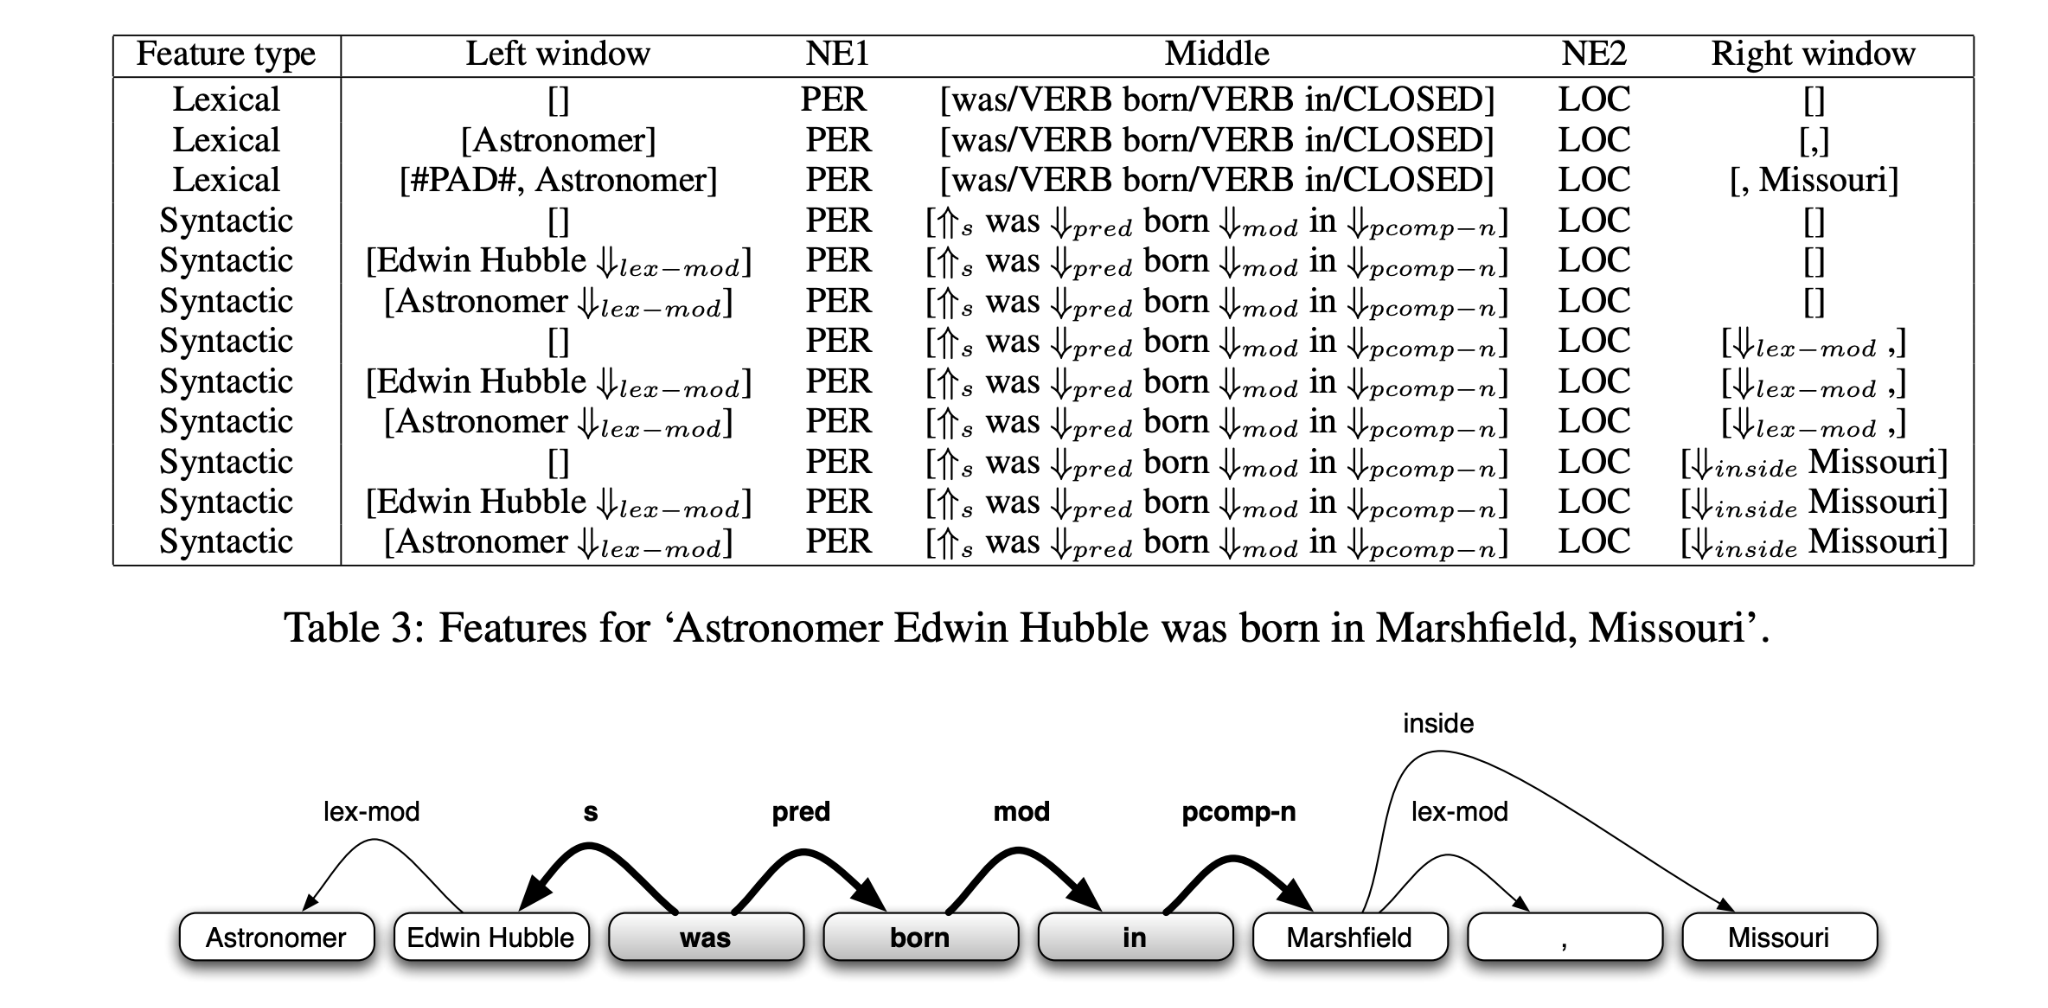 Feature type Left window NE1 Middle NE2 Right window
Lexical [] PER [was/VERB born/VERB in/CLOSED] LOC []
Lexical [Astronomer] PER [was/VERB born/VERB in/CLOSED] LOC [,]
Lexical [#PAD#, Astronomer] PER [was/VERB born/VERB in/CLOSED] LOC [, Missouri]
Syntactic [] PER [⇑s was ⇓pred born ⇓mod in ⇓pcomp−n] LOC []
Syntactic [Edwin Hubble ⇓lex−mod] PER [⇑s was ⇓pred born ⇓mod in ⇓pcomp−n] LOC []
Syntactic [Astronomer ⇓lex−mod] PER [⇑s was ⇓pred born ⇓mod in ⇓pcomp−n] LOC []
Syntactic [] PER [⇑s was ⇓pred born ⇓mod in ⇓pcomp−n] LOC [⇓lex−mod ,]
Syntactic [Edwin Hubble ⇓lex−mod] PER [⇑s was ⇓pred born ⇓mod in ⇓pcomp−n] LOC [⇓lex−mod ,]
Syntactic [Astronomer ⇓lex−mod] PER [⇑s was ⇓pred born ⇓mod in ⇓pcomp−n] LOC [⇓lex−mod ,]
Syntactic [] PER [⇑s was ⇓pred born ⇓mod in ⇓pcomp−n] LOC [⇓inside Missouri]
Syntactic [Edwin Hubble ⇓lex−mod] PER [⇑s was ⇓pred born ⇓mod in ⇓pcomp−n] LOC [⇓inside Missouri]
Syntactic [Astronomer ⇓lex−mod] PER [⇑s was ⇓pred born ⇓mod in ⇓pcomp−n] LOC [⇓inside Missouri]
Table 3: Features for ‘Astronomer Edwin Hubble was born in Marshfield, Missouri’.
inside
lex-mod s pred mod pcomp-n lex-mod
Astronomer Edwin Hubble was born in Marshfield , Missouri